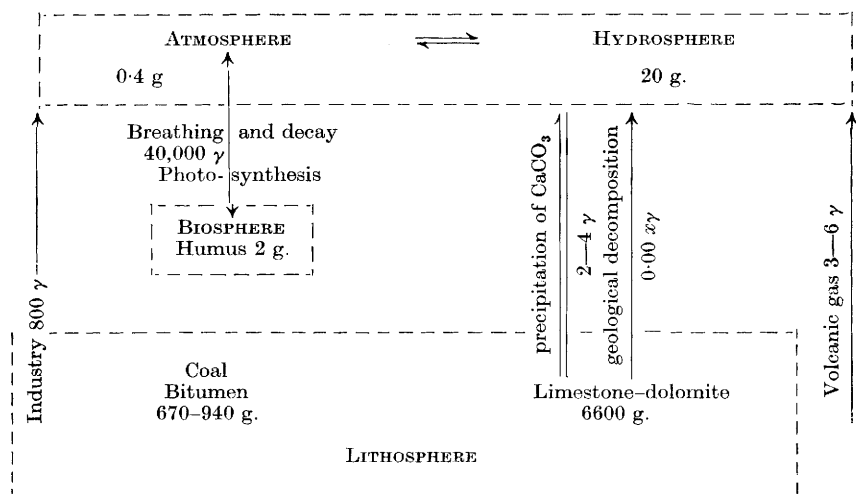 ATMOSPHERE ⇌ HYDROSPHERE
0·4 g 20 g.
Breathing and decay
40,000 γ
Photo-synthesis
BIOSPHERE
Humus 2 g.
Industry 800 γ
precipitation of CaCO₃
2—4 γ
geological decomposition
0·00 xγ
Volcanic gas 3—6 γ
Coal
Bitumen
670–940 g.
Limestone–dolomite
6600 g.
LITHOSPHERE